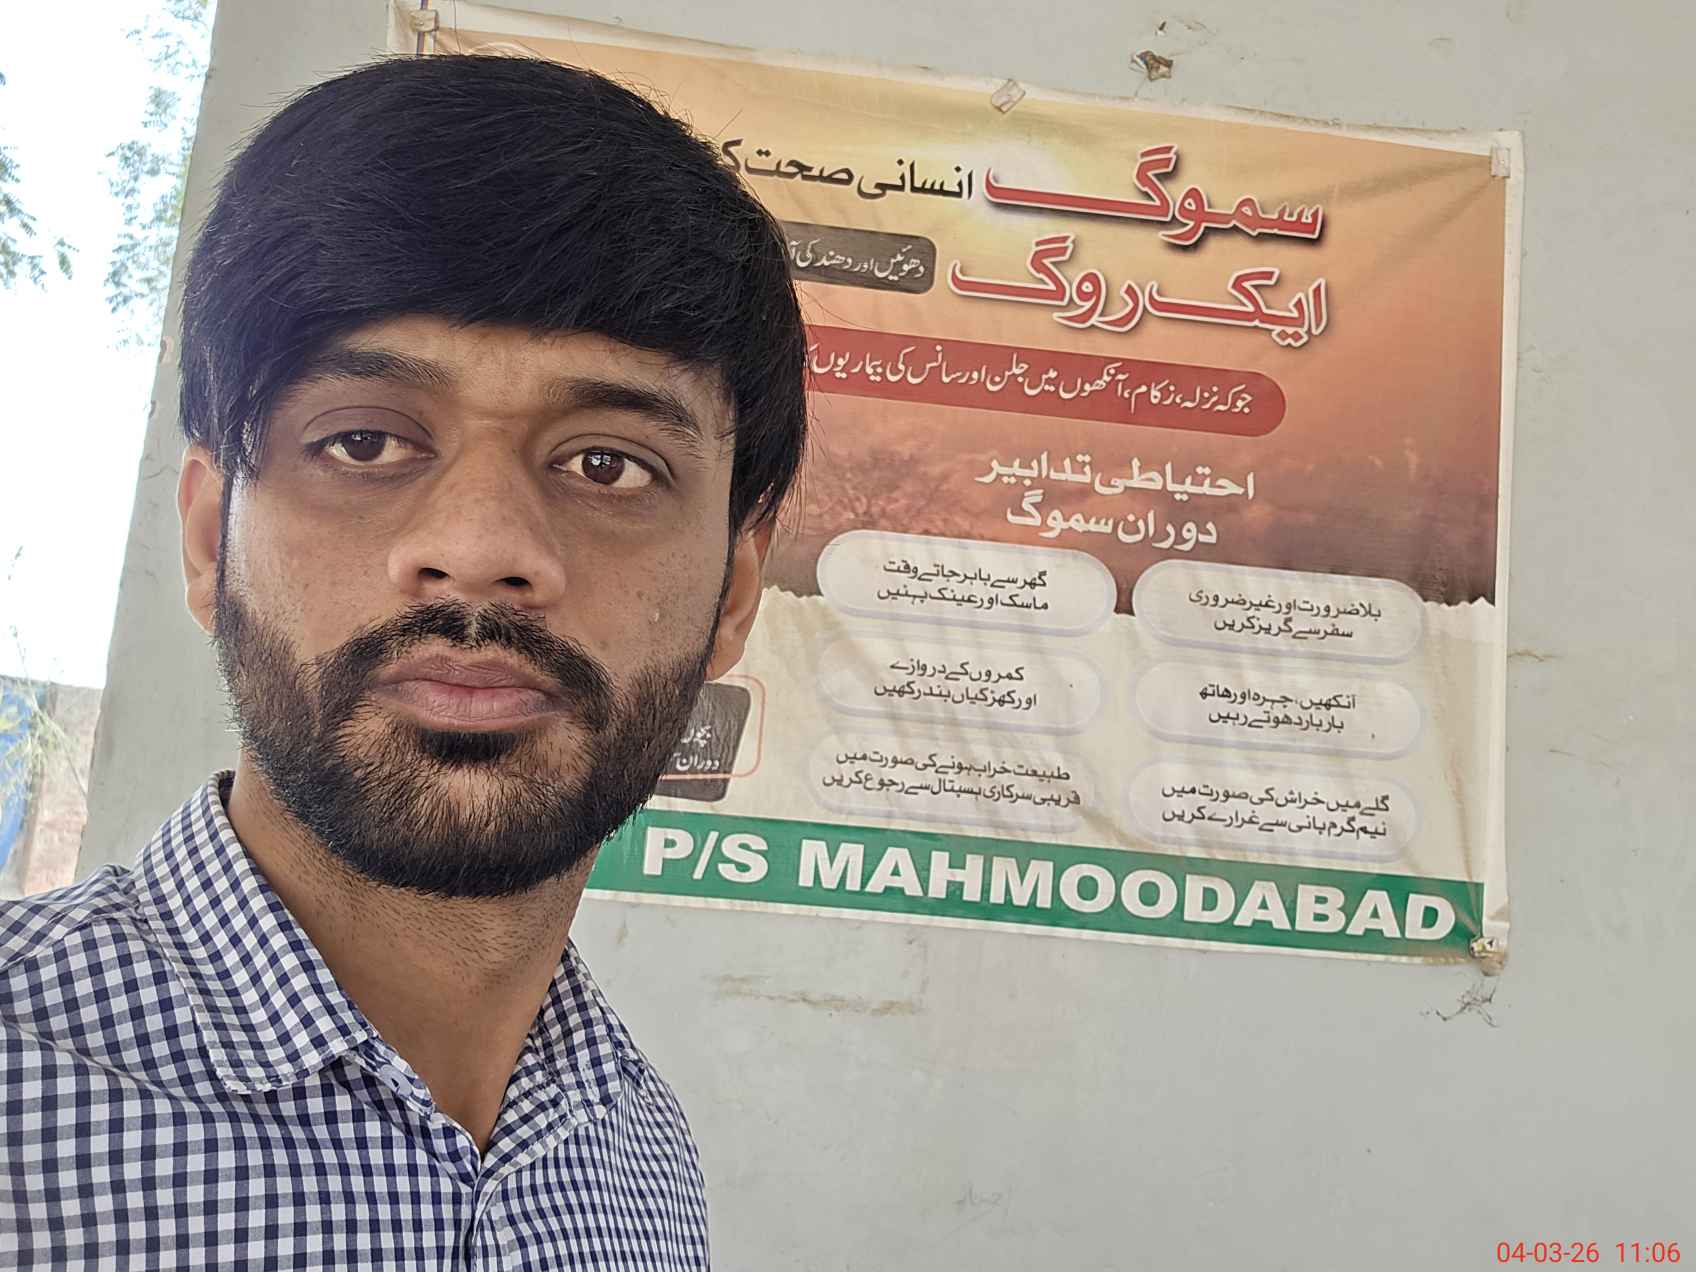 سموگ انسانی صحت
ایک روگ
دھوئیں اور دھند کی
جوکہ نزلہ، زکام، آنکھوں میں جلن اور سانس کی بیماریوں
احتیاطی تدابیر
دوران سموگ
بلاضرورت اور غیر ضروری
سفر سے گریز کریں
گھر سے باہر جاتے وقت
ماسک اور عینک پہنیں
آنکھیں، چہرہ اور ہاتھ
بار بار دھوتے رہیں
کمروں کے دروازے
اور کھڑکیاں بند رکھیں
گلے میں خراش کی صورت میں
نیم گرم پانی سے غرارے کریں
طبیعت خراب ہونے کی صورت میں
قریبی سرکاری ہسپتال سے رجوع کریں
دوران
P/S MAHMOODABAD
04-03-26 11:06